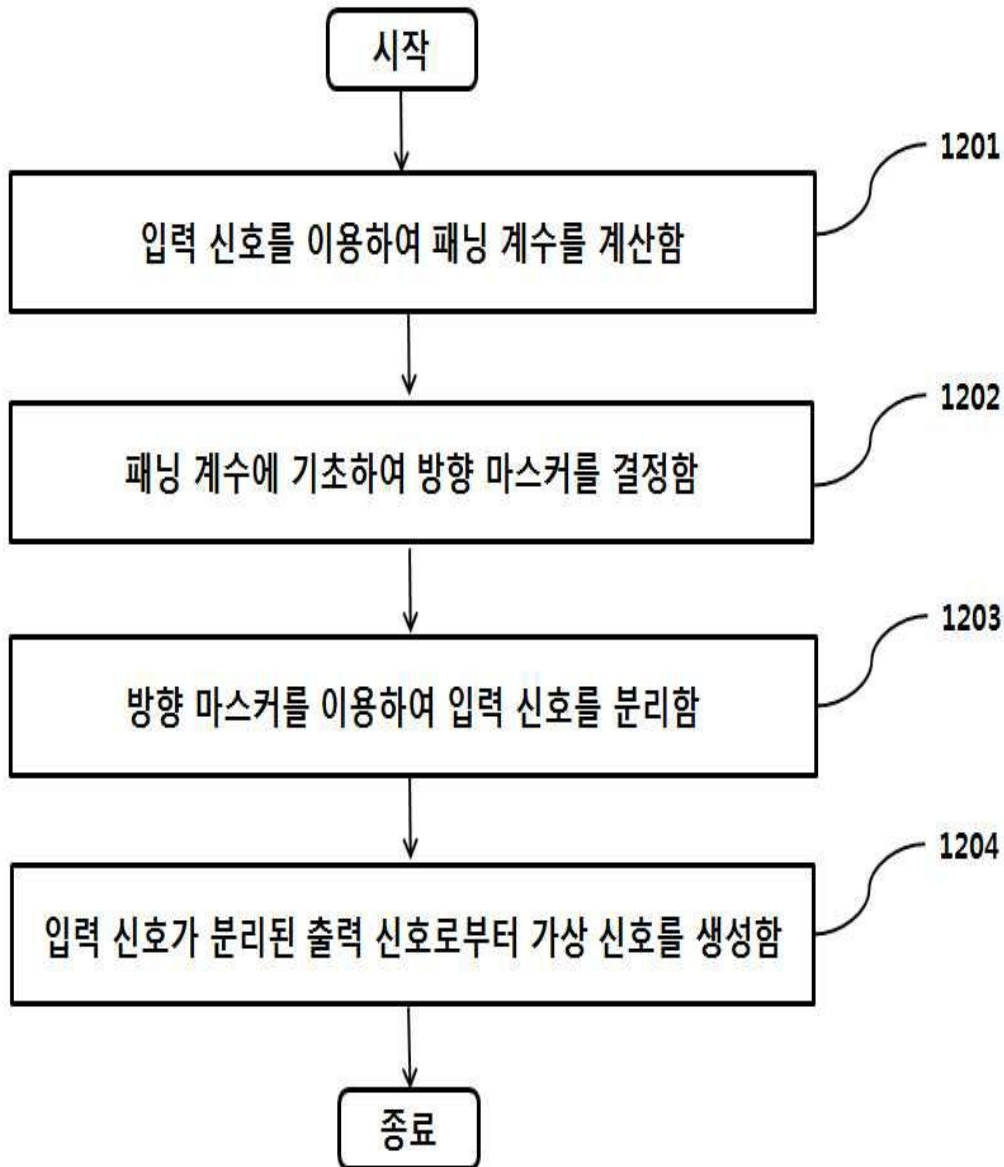 시작
1201
입력 신호를 이용하여 패닝 계수를 계산함
1202
패닝 계수에 기초하여 방향 마스커를 결정함
1203
방향 마스커를 이용하여 입력 신호를 분리함
1204
입력 신호가 분리된 출력 신호로부터 가상 신호를 생성함
종료